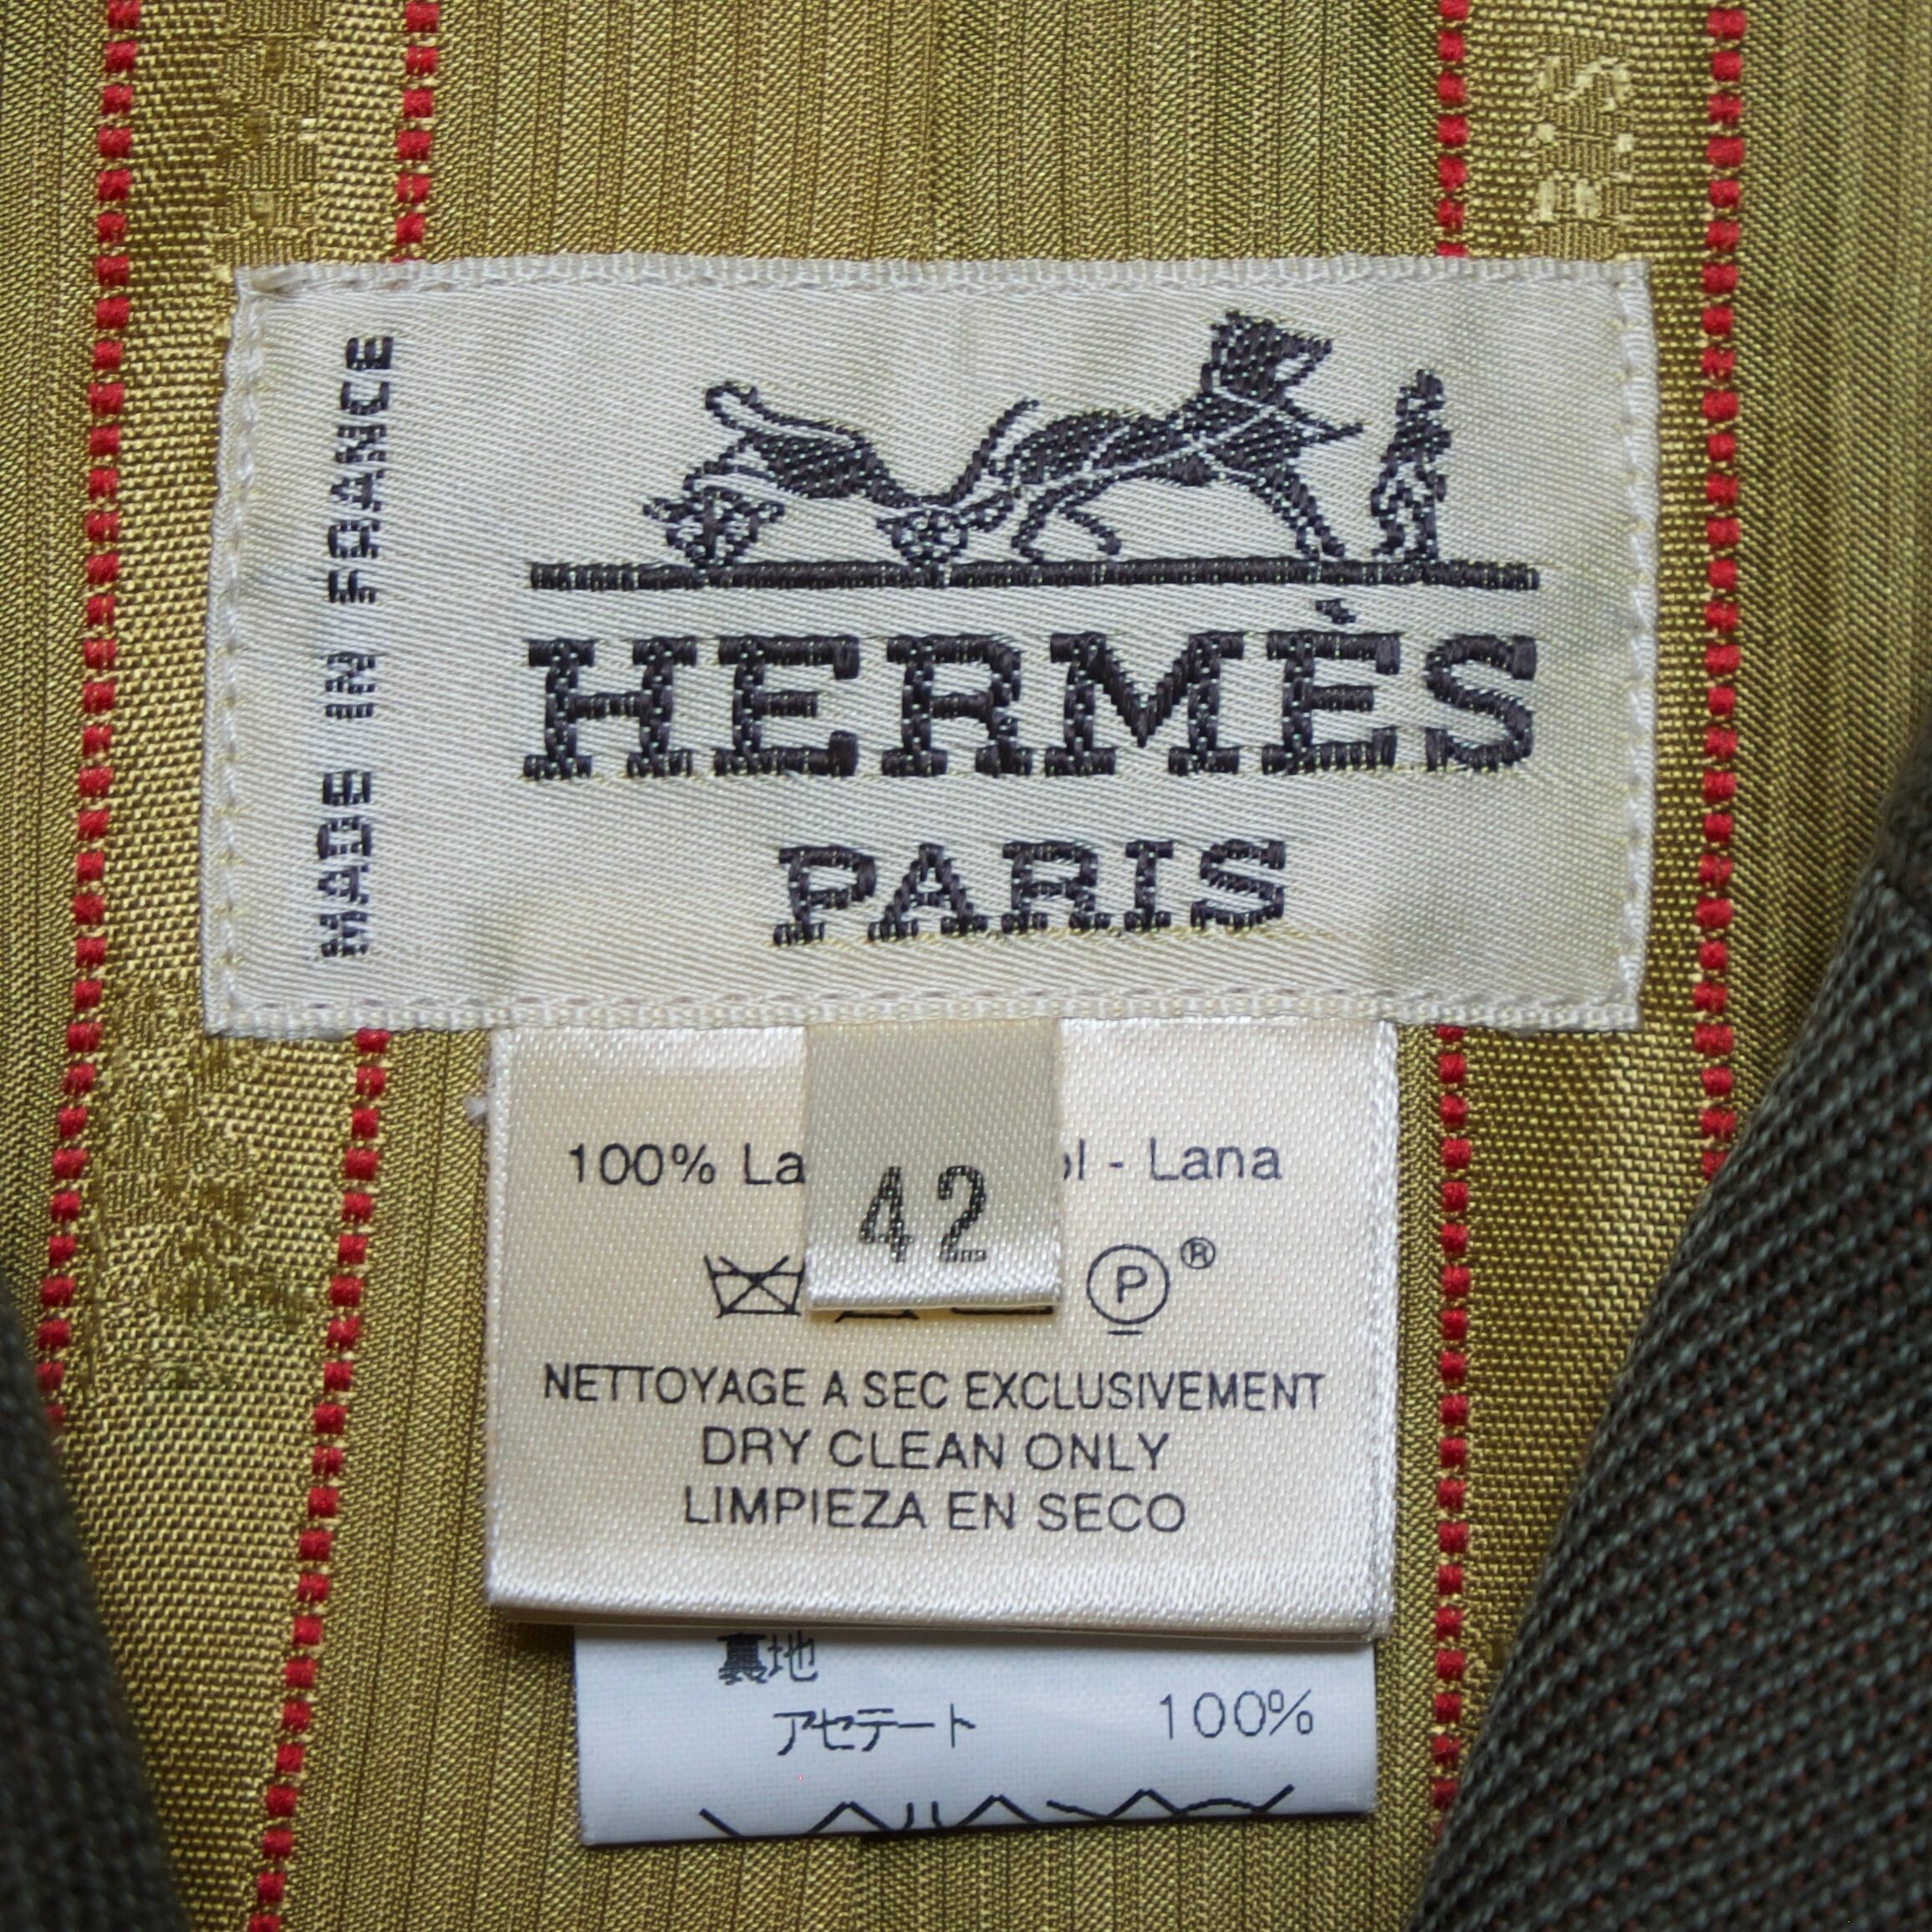 MADE IN FRANCE
HERMÈS
PARIS
100% La ol - Lana
42
P ®
NETTOYAGE A SEC EXCLUSIVEMENT
DRY CLEAN ONLY
LIMPIEZA EN SECO
裏地
アセテート 100%